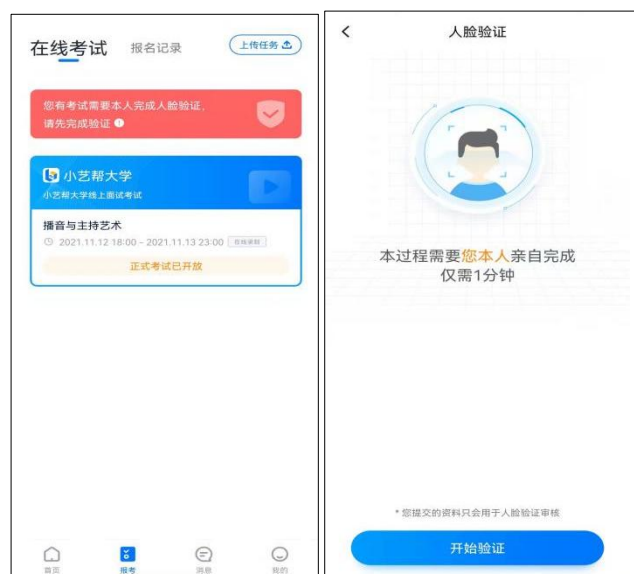 在线考试
报名记录
上传任务
您有考试需要本人完成人脸验证,
请先完成验证
小艺帮大学
小艺帮大学线上面试考试
播音与主持艺术
2021.11.12 18:00 - 2021.11.13 23:00
正式考试已开放
首页
报考
消息
我的
人脸验证
本过程需要您本人亲自完成
仅需1分钟
* 您提交的资料只会用于人脸验证审核
开始验证